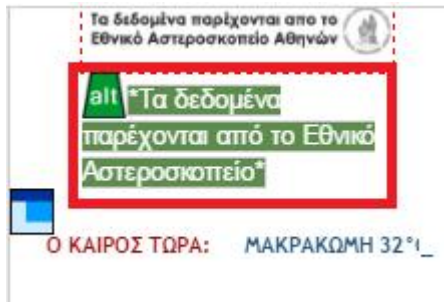 Τα δεδομένα παρέχονται απο το
Εθνικό Αστεροσκοπείο Αθηνών
alt *Τα δεδομένα
παρέχονται από το Εθνικό
Αστεροσκοπείο*
Ο ΚΑΙΡΟΣ ΤΩΡΑ: ΜΑΚΡΑΚΩΜΗ 32°